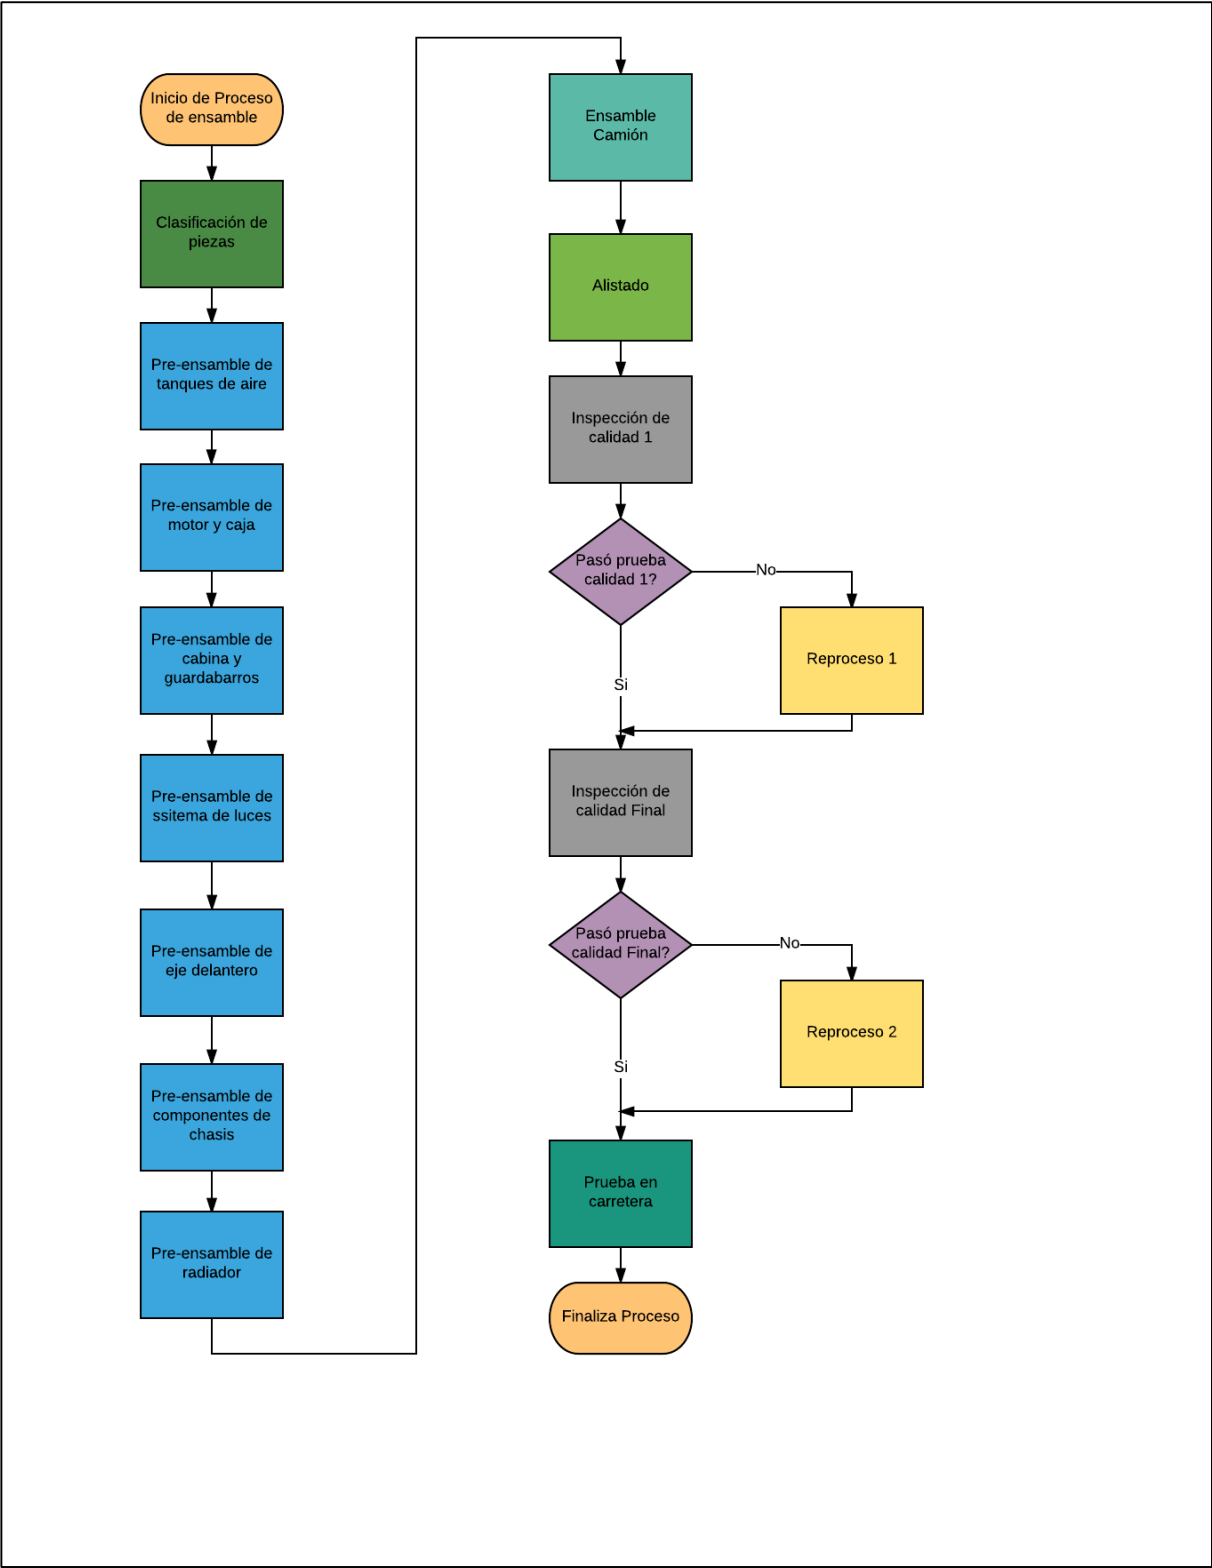 Inicio de Proceso
de ensamble
Clasificación de
piezas
Pre-ensamble de
tanques de aire
Pre-ensamble de
motor y caja
Pre-ensamble de
cabina y
guardabarros
Pre-ensamble de
ssitema de luces
Pre-ensamble de
eje delantero
Pre-ensamble de
componentes de
chasis
Pre-ensamble de
radiador
Ensamble
Camión
Alistado
Inspección de
calidad 1
Pasó prueba
calidad 1?
No
Reproceso 1
Si
Inspección de
calidad Final
Pasó prueba
calidad Final?
No
Reproceso 2
Si
Prueba en
carretera
Finaliza Proceso